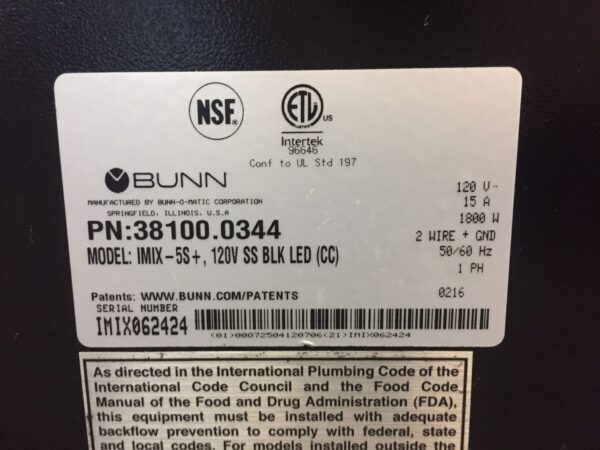 NSF®
ETL US
LISTED
Intertek
96646
Conf to UL Std 197
BUNN®
MANUFACTURED BY BUNN-O-MATIC CORPORATION
SPRINGFIELD, ILLINOIS, U.S.A
PN:38100.0344
MODEL: IMIX-5S+, 120V SS BLK LED (CC)
120 V~
15 A
1800 W
2 WIRE + GND
50/60 Hz
1 PH
0216
Patents: WWW.BUNN.COM/PATENTS
SERIAL NUMBER
IMIX062424
(01)00072504120706(21)IMIX062424
As directed in the International Plumbing Code of the
International Code Council and the Food Code
Manual of the Food and Drug Administration (FDA),
this equipment must be installed with adequate
backflow prevention to comply with federal, state
and local codes. For models installed outside the